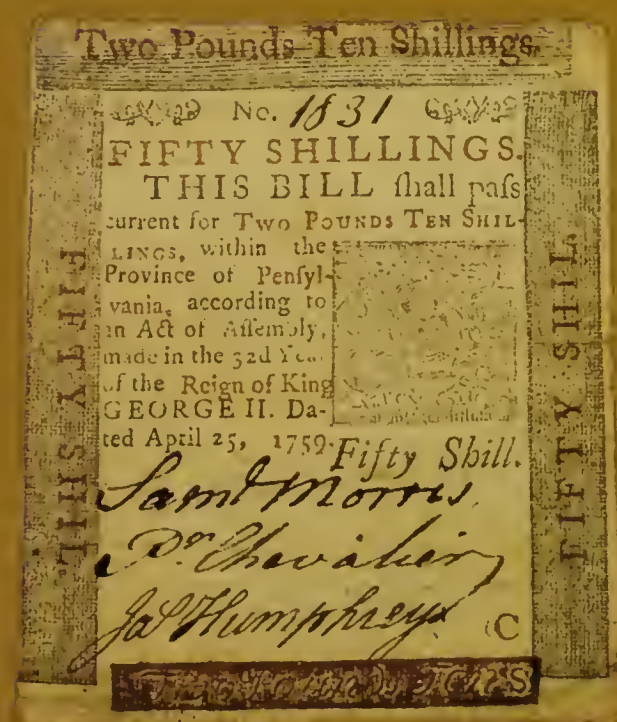 Two Pounds Ten Shillings.
No. 1831
FIFTY SHILLINGS.
THIS BILL ſhall paſs
current for TWO POUNDS TEN SHIL-
LINGS, within the
Province of Penſyl-
vania, according to
an Act of Aſſembly,
made in the 32d Year
of the Reign of King
GEORGE II. Da-
ted April 25, 1759.
Fifty Shill.
Saml Morris
Pr Chevalier
Jas Humphreys
C
FIFTY SHIL.